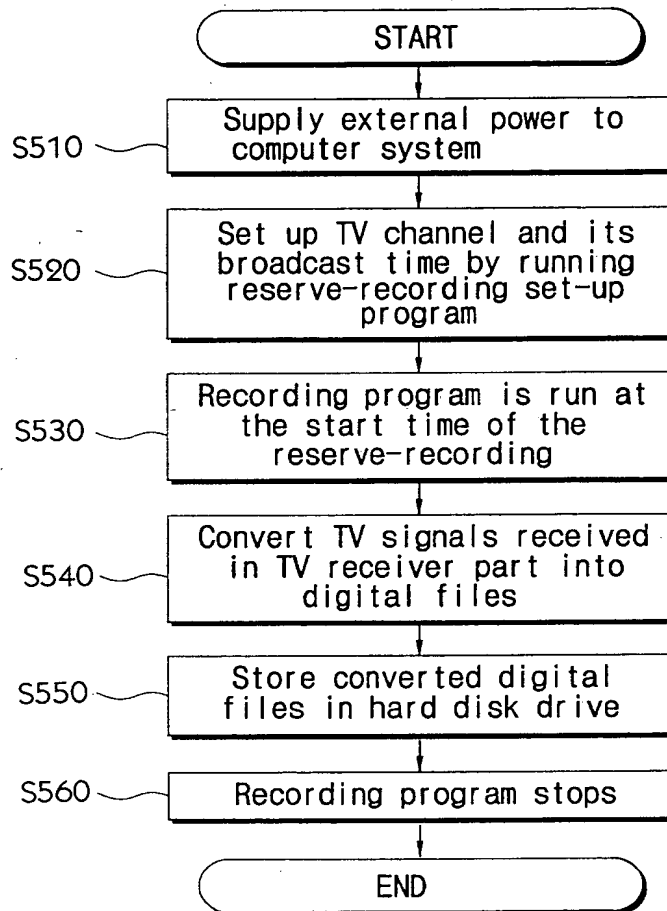 START
S510
Supply external power to
computer system
S520
Set up TV channel and its
broadcast time by running
reserve-recording set-up
program
S530
Recording program is run at
the start time of the
reserve-recording
S540
Convert TV signals received
in TV receiver part into
digital files
S550
Store converted digital
files in hard disk drive
S560
Recording program stops
END